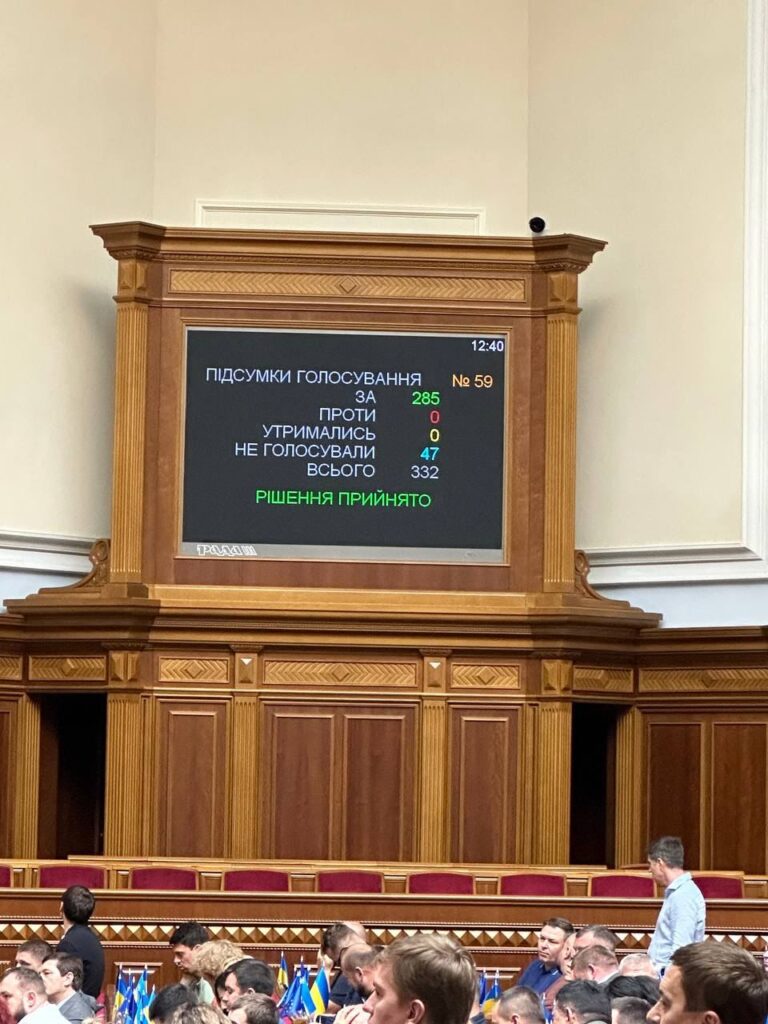 12:40
ПІДСУМКИ ГОЛОСУВАННЯ № 59
ЗА 285
ПРОТИ 0
УТРИМАЛИСЬ 0
НЕ ГОЛОСУВАЛИ 47
ВСЬОГО 332
РІШЕННЯ ПРИЙНЯТО
РАДА